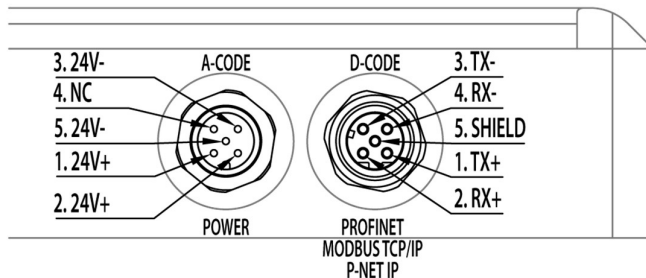 A-CODE
3. 24V-
4. NC
5. 24V-
1. 24V+
2. 24V+
POWER
D-CODE
3. TX-
4. RX-
5. SHIELD
1. TX+
2. RX+
PROFINET
MODBUS TCP/IP
P-NET IP